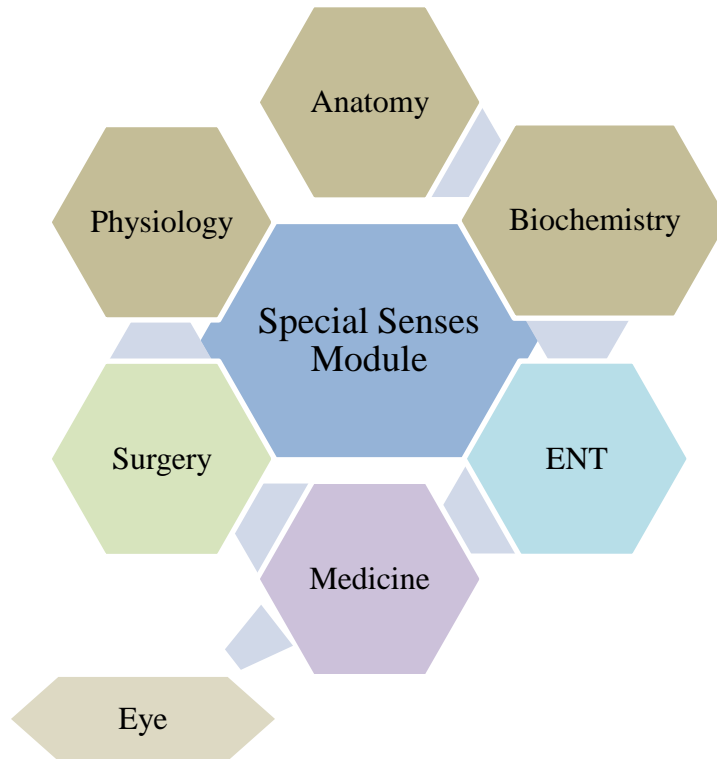 Anatomy
Physiology
Biochemistry
Special Senses
Module
Surgery
ENT
Medicine
Eye